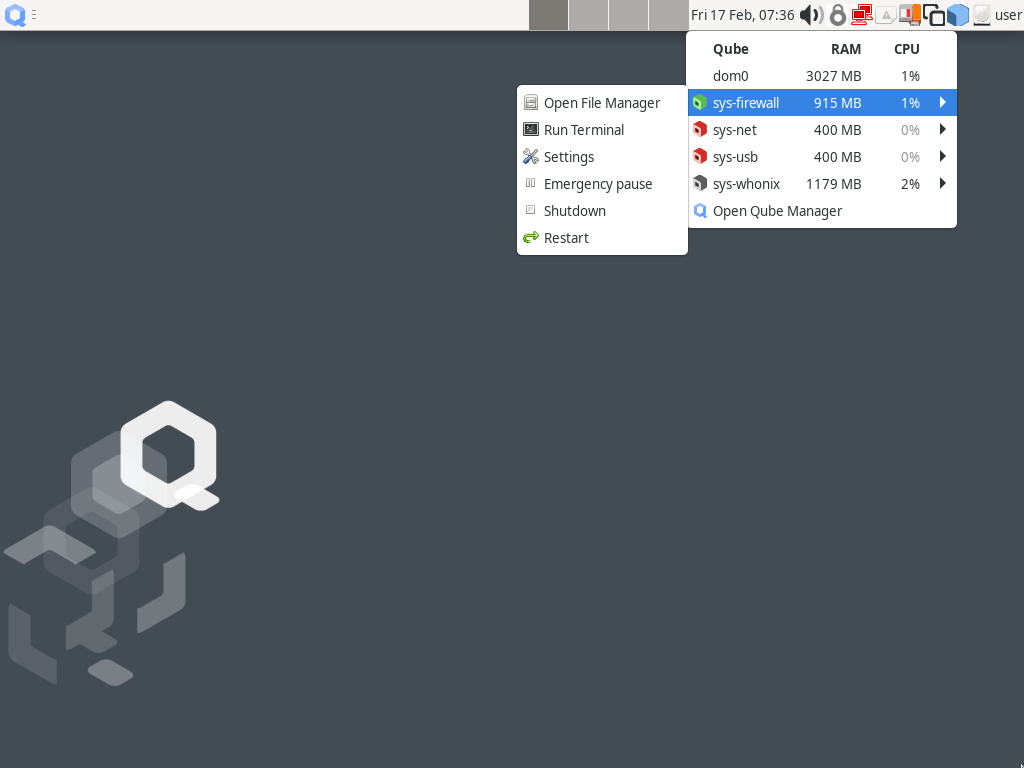 Fri 17 Feb, 07:36 user
Qube RAM CPU
dom0 3027 MB 1%
sys-firewall 915 MB 1%
sys-net 400 MB 0%
sys-usb 400 MB 0%
sys-whonix 1179 MB 2%
Open Qube Manager
Open File Manager
Run Terminal
Settings
Emergency pause
Shutdown
Restart